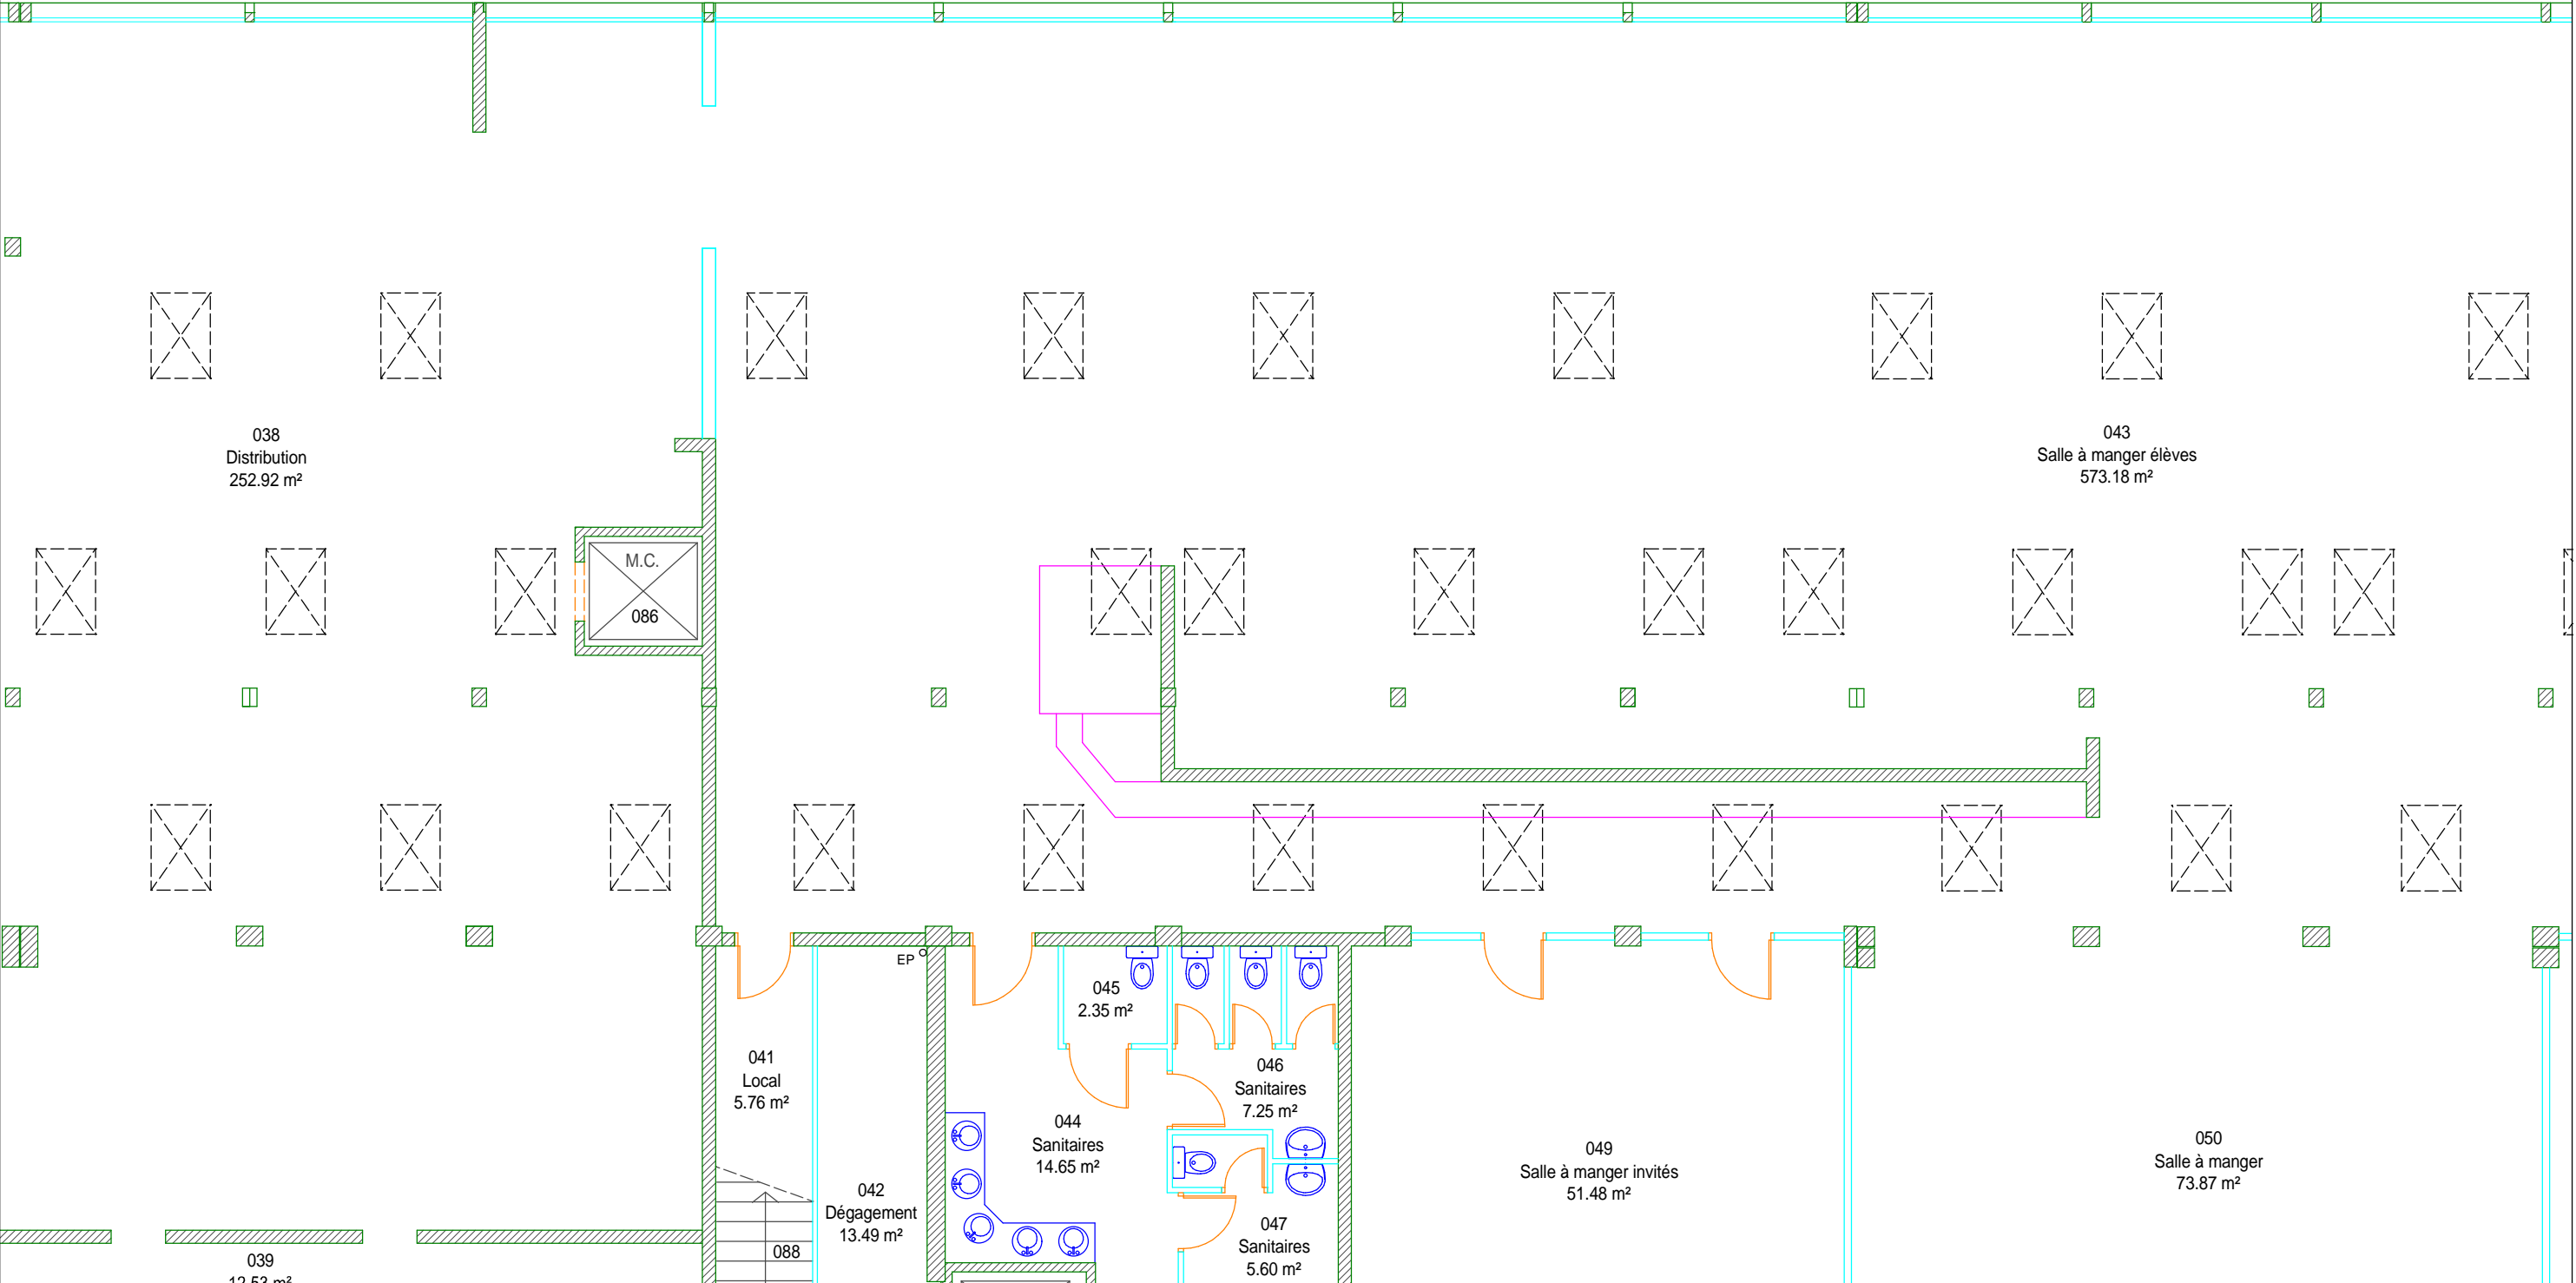 038
Distribution
252.92 m²
043
Salle à manger élèves
573.18 m²
M.C.
086
EP
045
2.35 m²
041
Local
5.76 m²
046
Sanitaires
7.25 m²
044
Sanitaires
14.65 m²
049
Salle à manger invités
51.48 m²
050
Salle à manger
73.87 m²
042
Dégagement
13.49 m²
047
Sanitaires
5.60 m²
088
039
12.53 m²